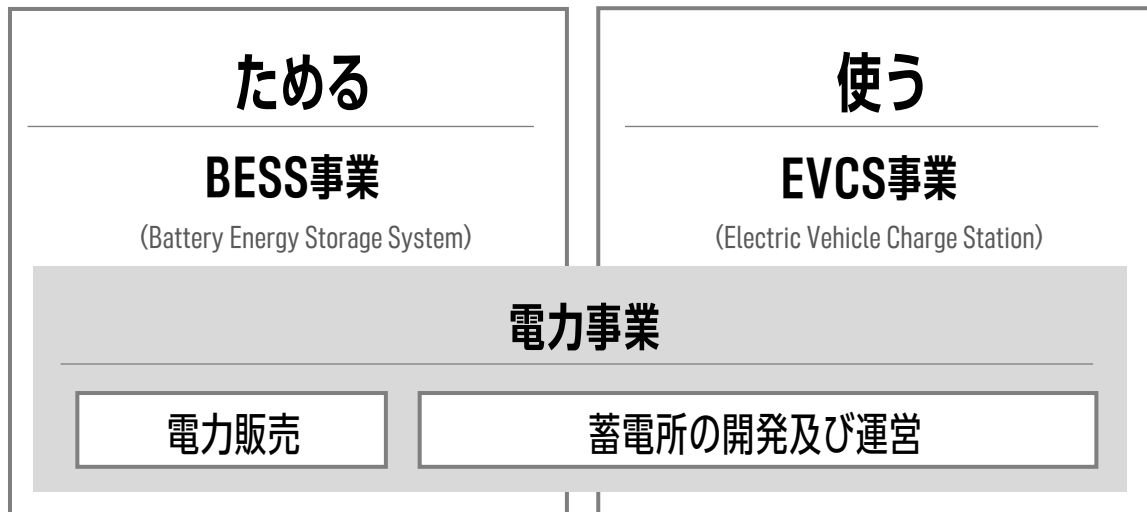 ためる
BESS事業
（Battery Energy Storage System）
使う
EVCS事業
（Electric Vehicle Charge Station）
電力事業
電力販売
蓄電所の開発及び運営